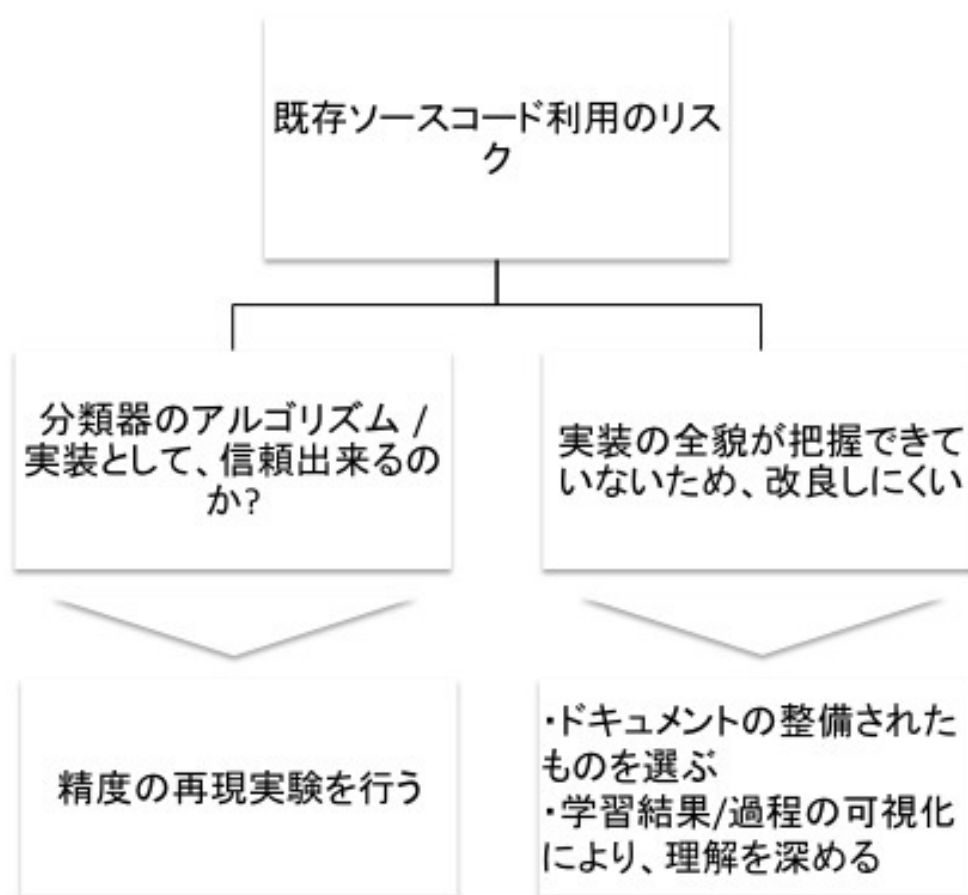 既存ソースコード利用のリス
ク
分類器のアルゴリズム /
実装として、信頼出来るの
か?
実装の全貌が把握できて
いないため、改良しにくい
精度の再現実験を行う
・ドキュメントの整備された
ものを選ぶ
・学習結果/過程の可視化
により、理解を深める